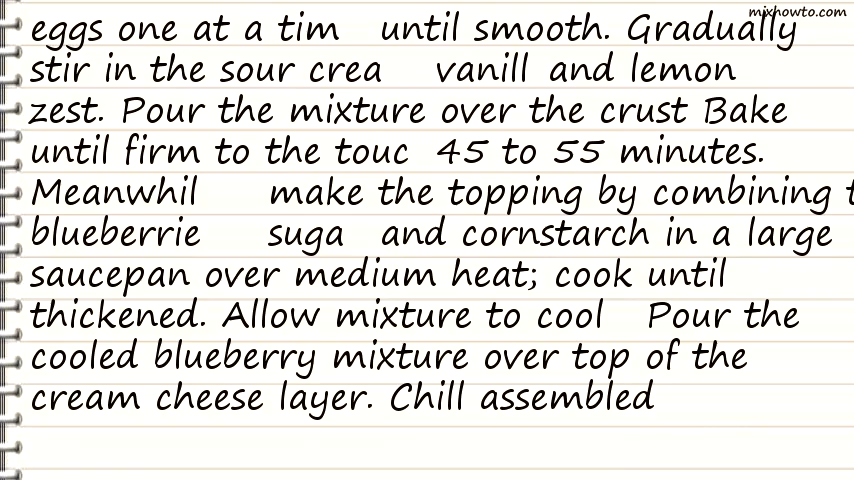 mixhowto.com
eggs one at a tim until smooth. Gradually
stir in the sour crea vanill and lemon
zest. Pour the mixture over the crust Bake
until firm to the touc 45 to 55 minutes.
Meanwhil make the topping by combining t
blueberrie suga and cornstarch in a large
saucepan over medium heat; cook until
thickened. Allow mixture to cool Pour the
cooled blueberry mixture over top of the
cream cheese layer. Chill assembled